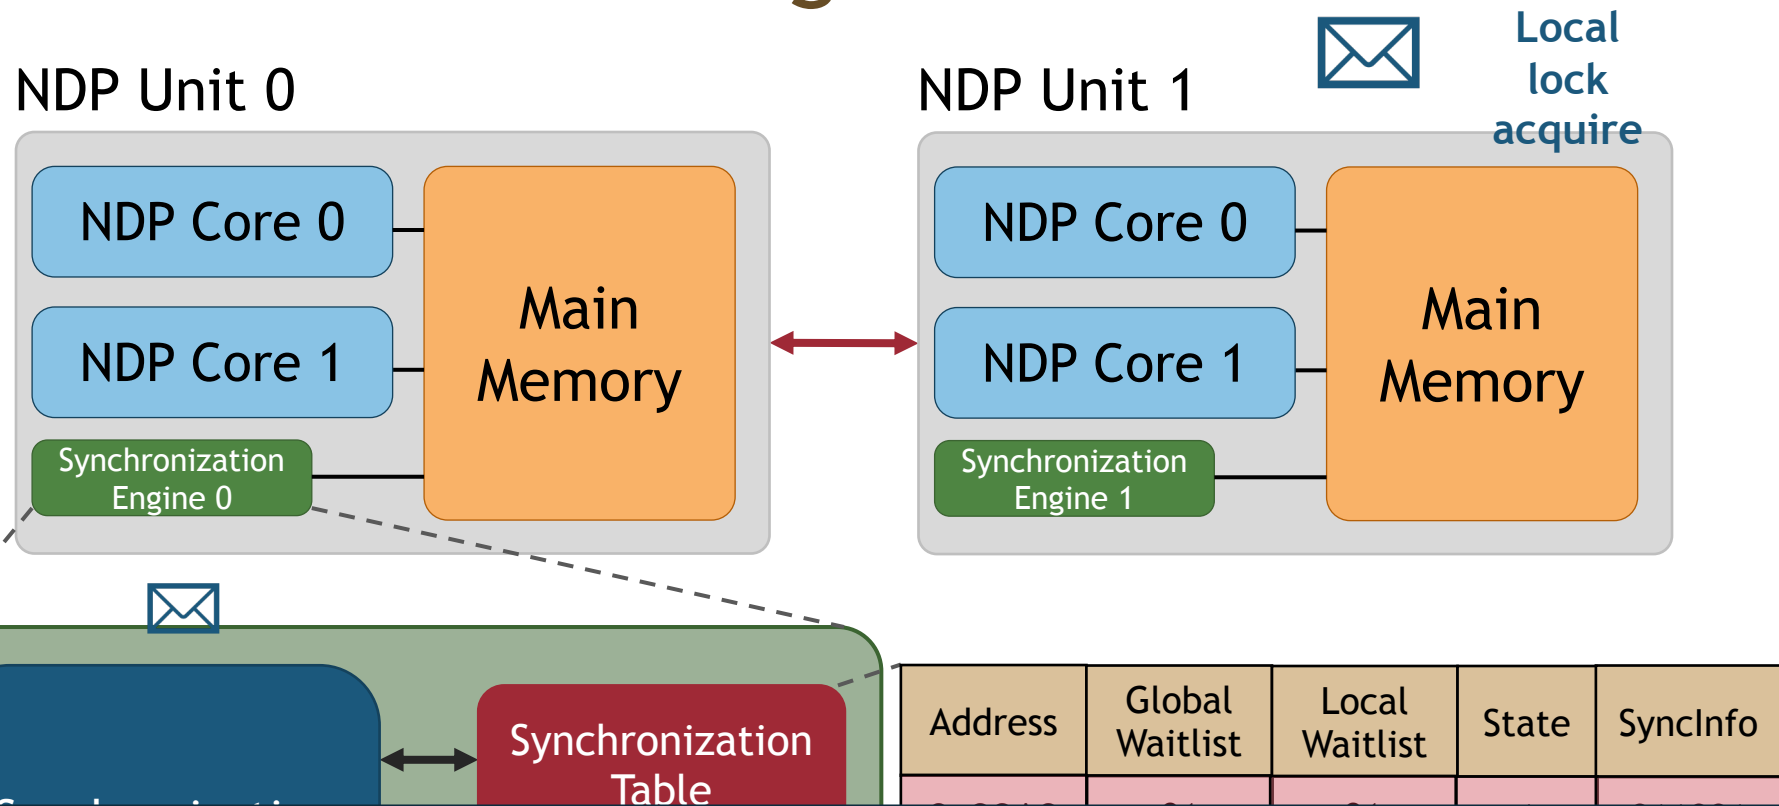 Local
lock
acquire
NDP Unit 0
NDP Unit 1
NDP Core 0
NDP Core 1
Main
Memory
Synchronization
Engine 0
NDP Core 0
NDP Core 1
Main
Memory
Synchronization
Engine 1
Synchronization
Table
Address
Global
Waitlist
Local
Waitlist
State
SyncInfo